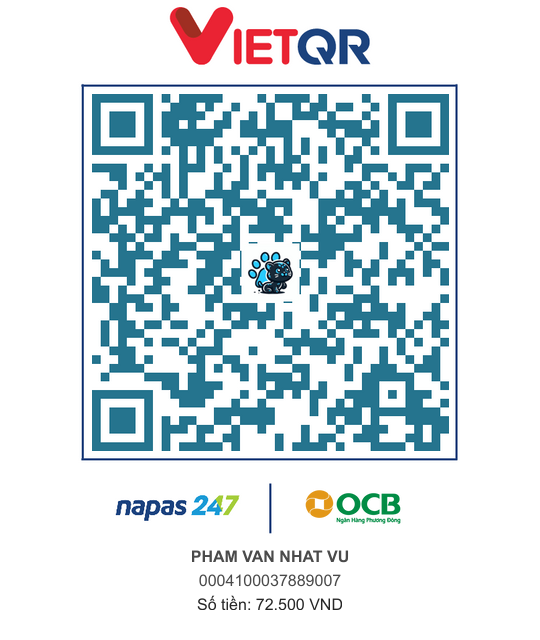 VIETQR
napas 247
OCB
Ngân Hàng Phương Đông
PHAM VAN NHAT VU
0004100037889007
Số tiền: 72.500 VND